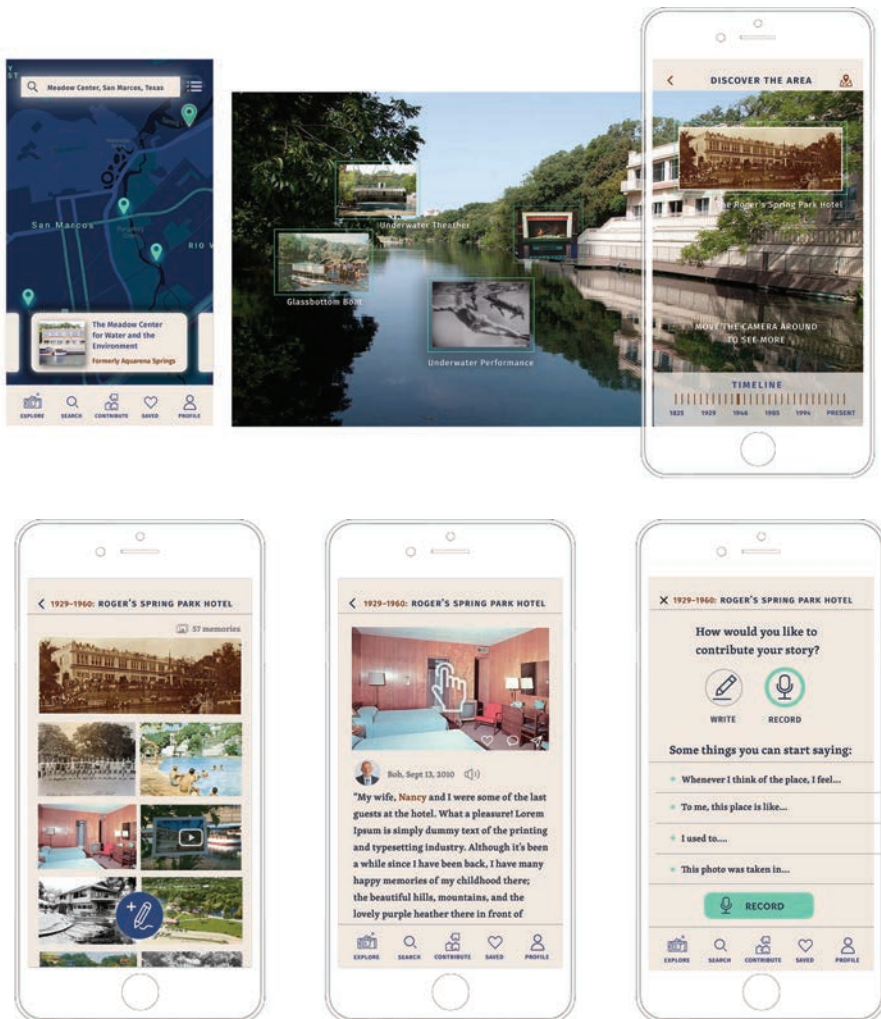 Meadow Center, San Marcos, Texas
San Marcos
RIO V
The Meadow Center
for Water and the
Environment
Formerly Aquarena Springs
EXPLORE SEARCH CONTRIBUTE SAVED PROFILE
Underwater Theather
Glassbottom Boat
Underwater Performance
DISCOVER THE AREA
The Roger's Spring Park Hotel
MOVE THE CAMERA AROUND
TO SEE MORE
TIMELINE
1825 1929 1946 1985 1994 PRESENT
1929–1960: ROGER'S SPRING PARK HOTEL
57 memories
1929–1960: ROGER'S SPRING PARK HOTEL
Bob, Sept 13, 2010
"My wife, Nancy and I were some of the last
guests at the hotel. What a pleasure! Lorem
Ipsum is simply dummy text of the printing
and typesetting industry. Although it's been
a while since I have been back, I have many
happy memories of my childhood there;
the beautiful hills, mountains, and the
lovely purple heather there in front of
EXPLORE SEARCH CONTRIBUTE SAVED PROFILE
1929–1960: ROGER'S SPRING PARK HOTEL
How would you like to
contribute your story?
WRITE RECORD
Some things you can start saying:
Whenever I think of the place, I feel...
To me, this place is like...
I used to....
This photo was taken in...
RECORD
EXPLORE SEARCH CONTRIBUTE SAVED PROFILE